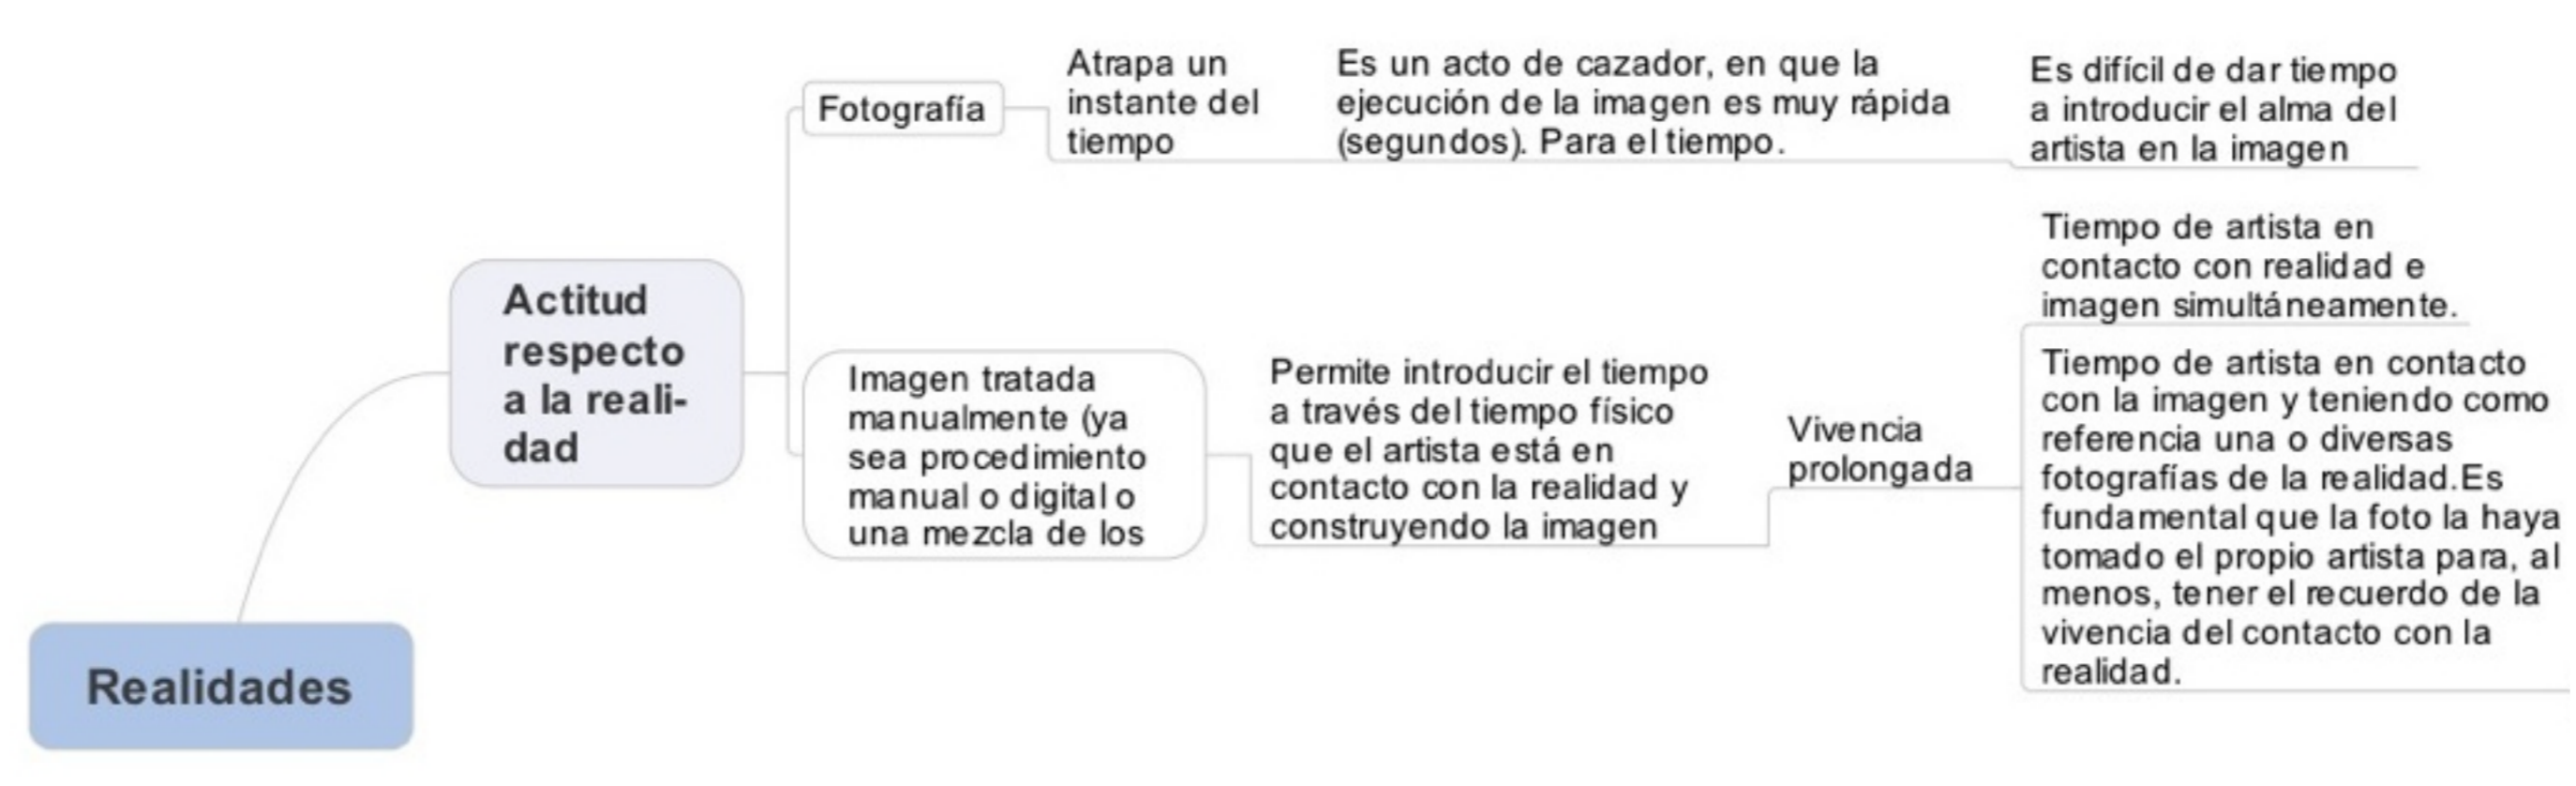 Realidades
Actitud
respecto
a la reali-
dad
Fotografía
Atrapa un
instante del
tiempo
Es un acto de cazador, en que la
ejecución de la imagen es muy rápida
(segundos). Para el tiempo.
Es difícil de dar tiempo
a introducir el alma del
artista en la imagen
Imagen tratada
manualmente (ya
sea procedimiento
manual o digital o
una mezcla de los
Permite introducir el tiempo
a través del tiempo físico
que el artista está en
contacto con la realidad y
construyendo la imagen
Vivencia
prolongada
Tiempo de artista en
contacto con realidad e
imagen simultáneamente.
Tiempo de artista en contacto
con la imagen y teniendo como
referencia una o diversas
fotografías de la realidad.Es
fundamental que la foto la haya
tomado el propio artista para, al
menos, tener el recuerdo de la
vivencia del contacto con la
realidad.